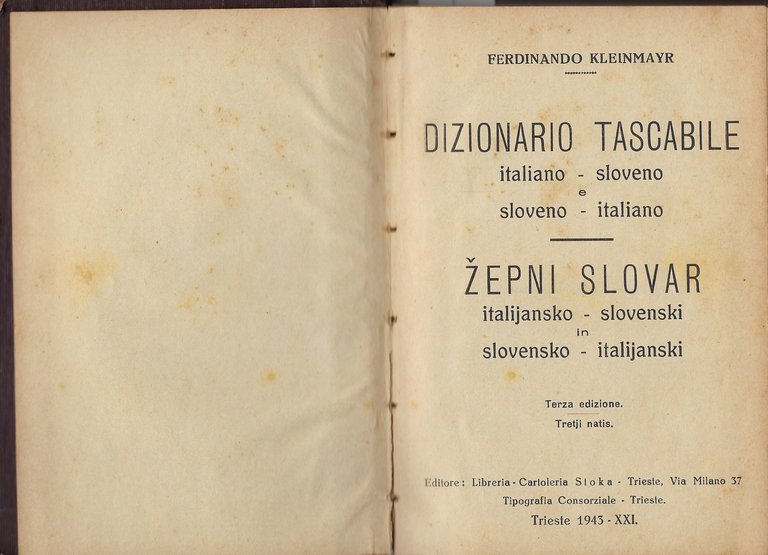 FERDINANDO KLEINMAYR
DIZIONARIO TASCABILE
italiano - sloveno
e
sloveno - italiano
ŽEPNI SLOVAR
italijansko - slovenski
in
slovensko - italijanski
Terza edizione.
Tretji natis.
Editore: Libreria-Cartoleria Stoka - Trieste, Via Milano 37
Tipografia Consorziale - Trieste.
Trieste 1943 - XXI.